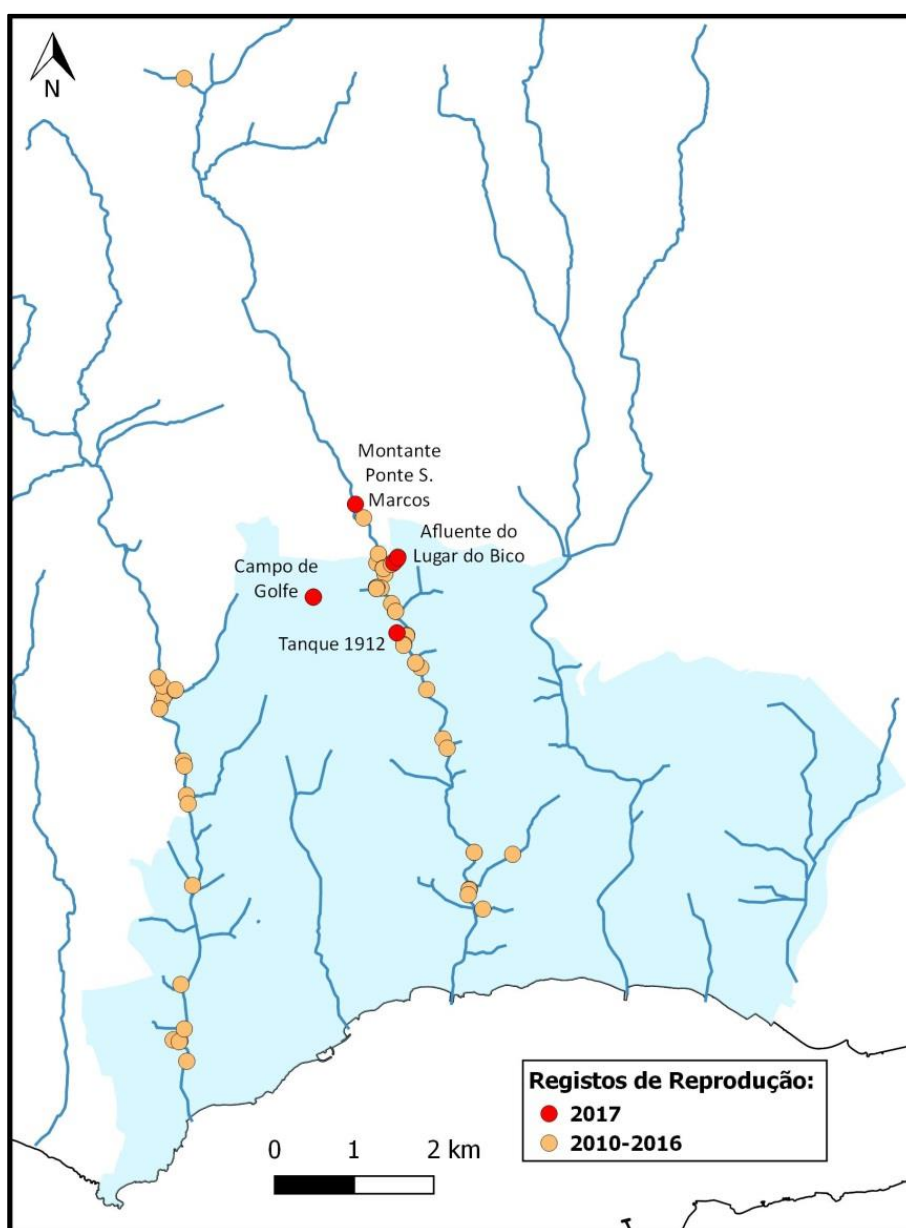 N
Montante
Ponte S.
Marcos
Afluente do
Lugar do Bico
Campo de
Golfe
Tanque 1912
Registos de Reprodução:
2017
2010-2016
0 1 2 km